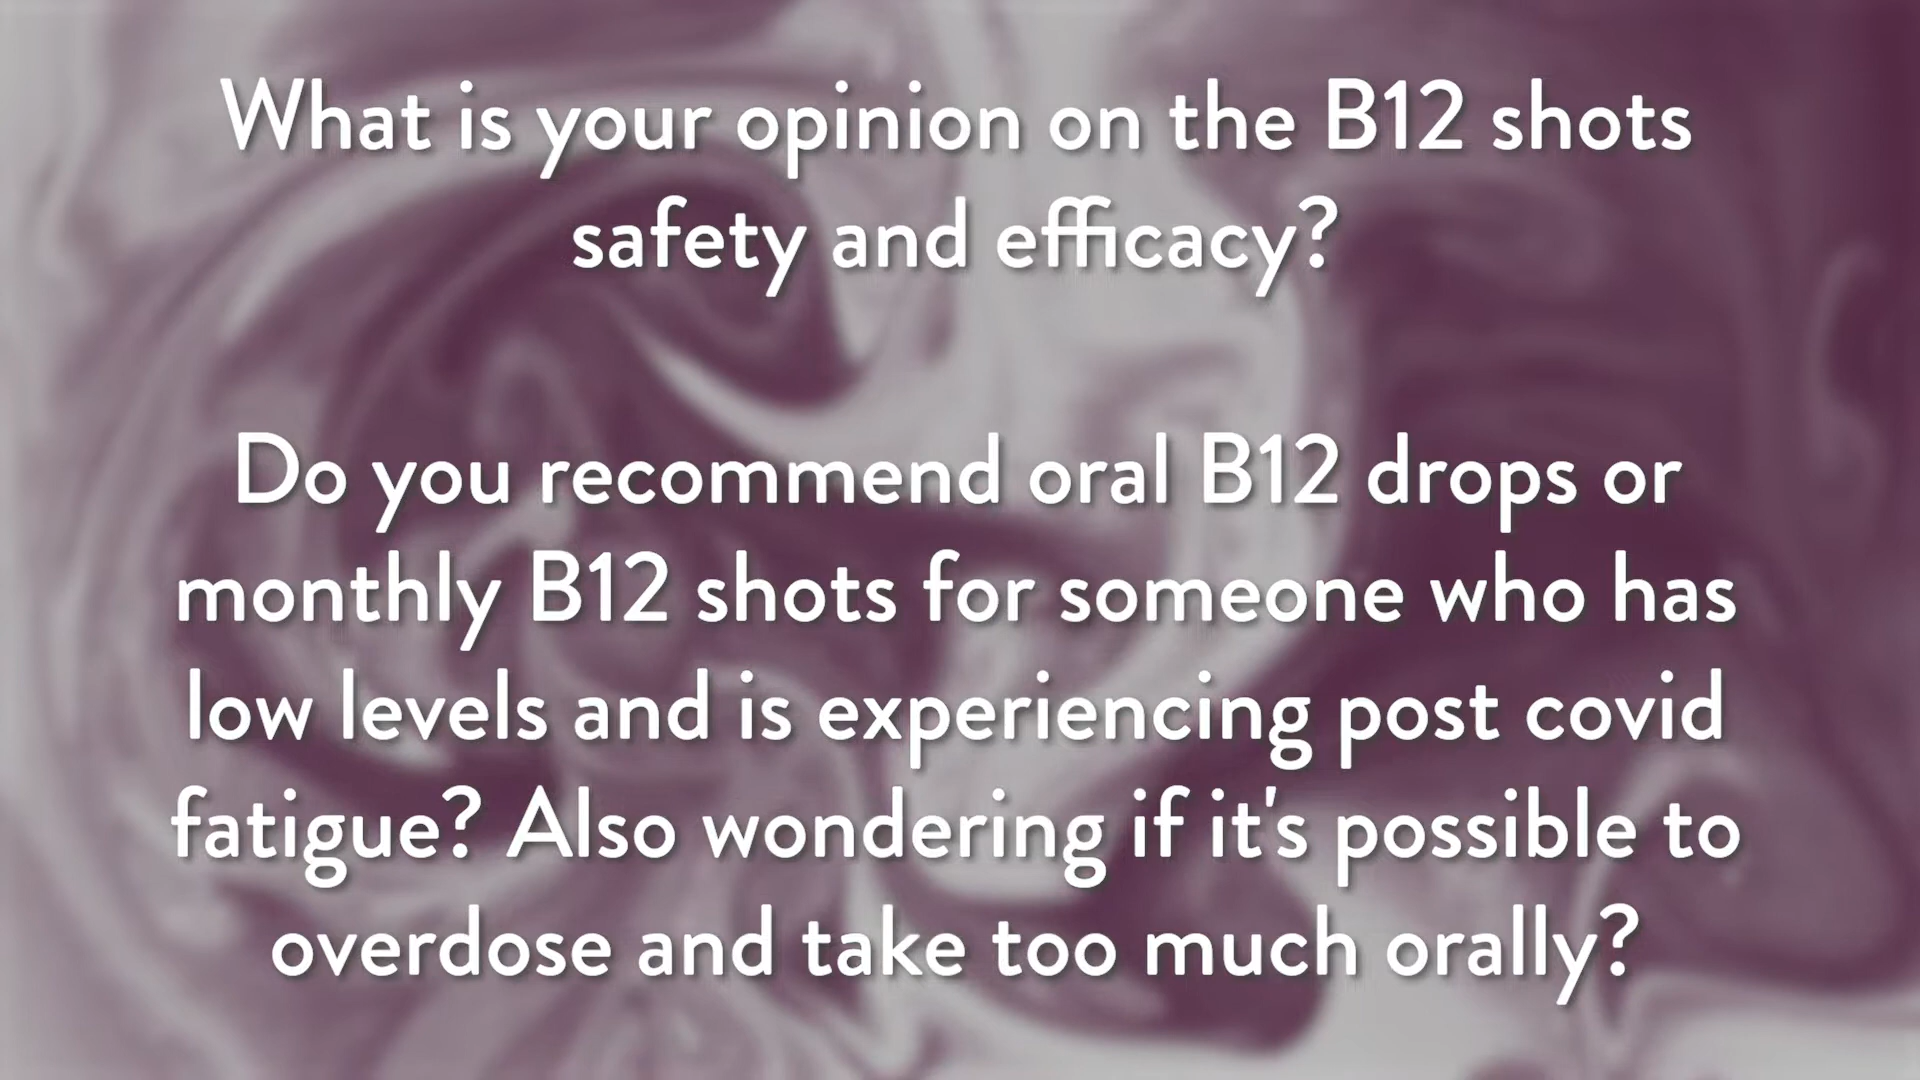 What is your opinion on the B12 shots
safety and efficacy?
Do you recommend oral B12 drops or
monthly B12 shots for someone who has
low levels and is experiencing post covid
fatigue? Also wondering if it's possible to
overdose and take too much orally?